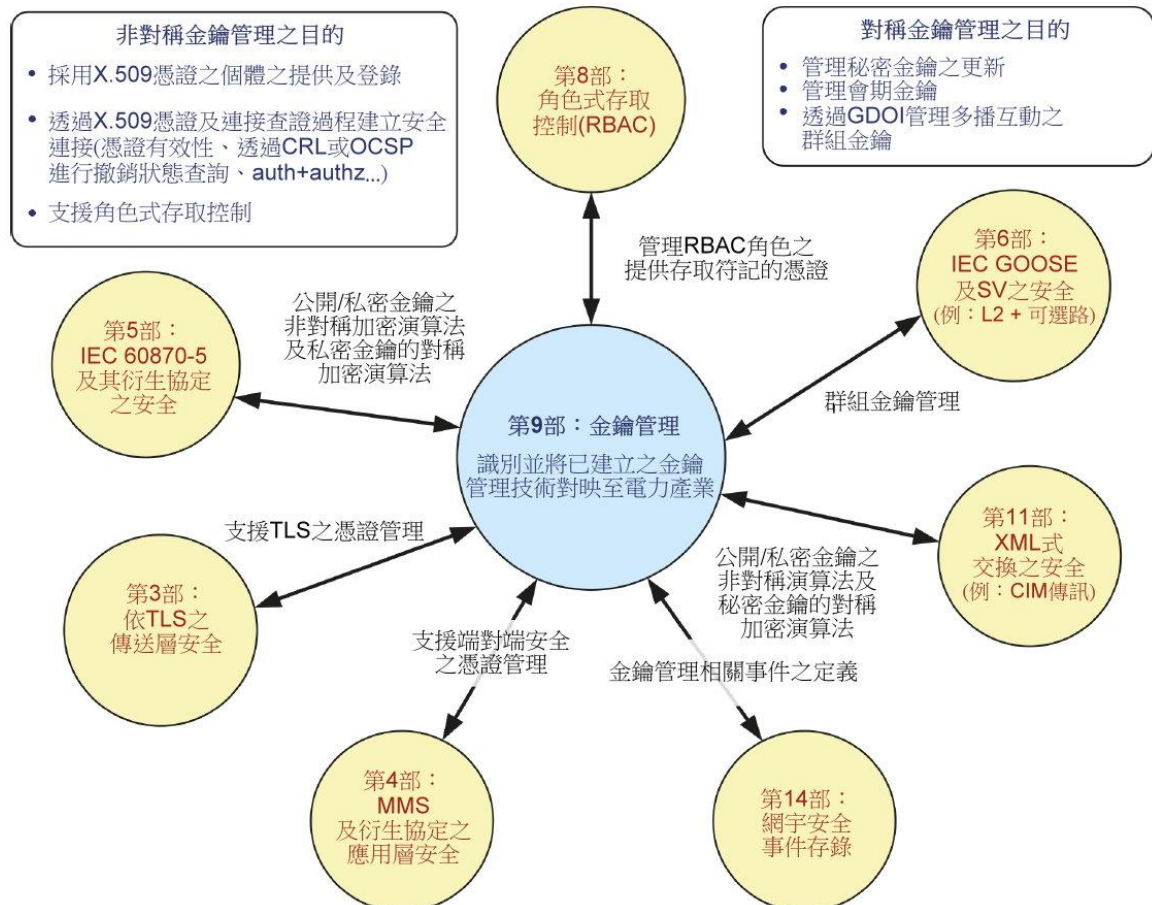 非對稱金鑰管理之目的
• 採用X.509憑證之個體之提供及登錄
• 透過X.509憑證及連接查證過程建立安全
連接(憑證有效性、透過CRL或OCSP
進行撤銷狀態查詢、auth+authz...)
• 支援角色式存取控制
對稱金鑰管理之目的
• 管理秘密金鑰之更新
• 管理會期金鑰
• 透過GDOI管理多播互動之
群組金鑰
第8部：
角色式存取
控制(RBAC)
管理RBAC角色之
提供存取符記的憑證
第6部：
IEC GOOSE
及SV之安全
(例：L2 + 可選路)
群組金鑰管理
第5部：
IEC 60870-5
及其衍生協定
之安全
公開/私密金鑰之
非對稱加密演算法
及私密金鑰的對稱
加密演算法
第9部：金鑰管理
識別並將已建立之金鑰
管理技術對映至電力產業
第11部：
XML式
交換之安全
(例：CIM傳訊)
公開/私密金鑰之
非對稱演算法及
秘密金鑰的對稱
加密演算法
支援TLS之憑證管理
第3部：
依TLS之
傳送層安全
支援端對端安全
之憑證管理
第4部：
MMS
及衍生協定之
應用層安全
金鑰管理相關事件之定義
第14部：
網宇安全
事件存錄